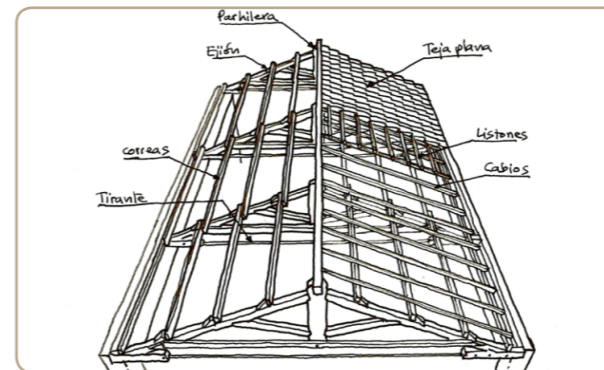 Parhilera
Ejión
Teja plana
Listones
correas
Cabios
Tirante